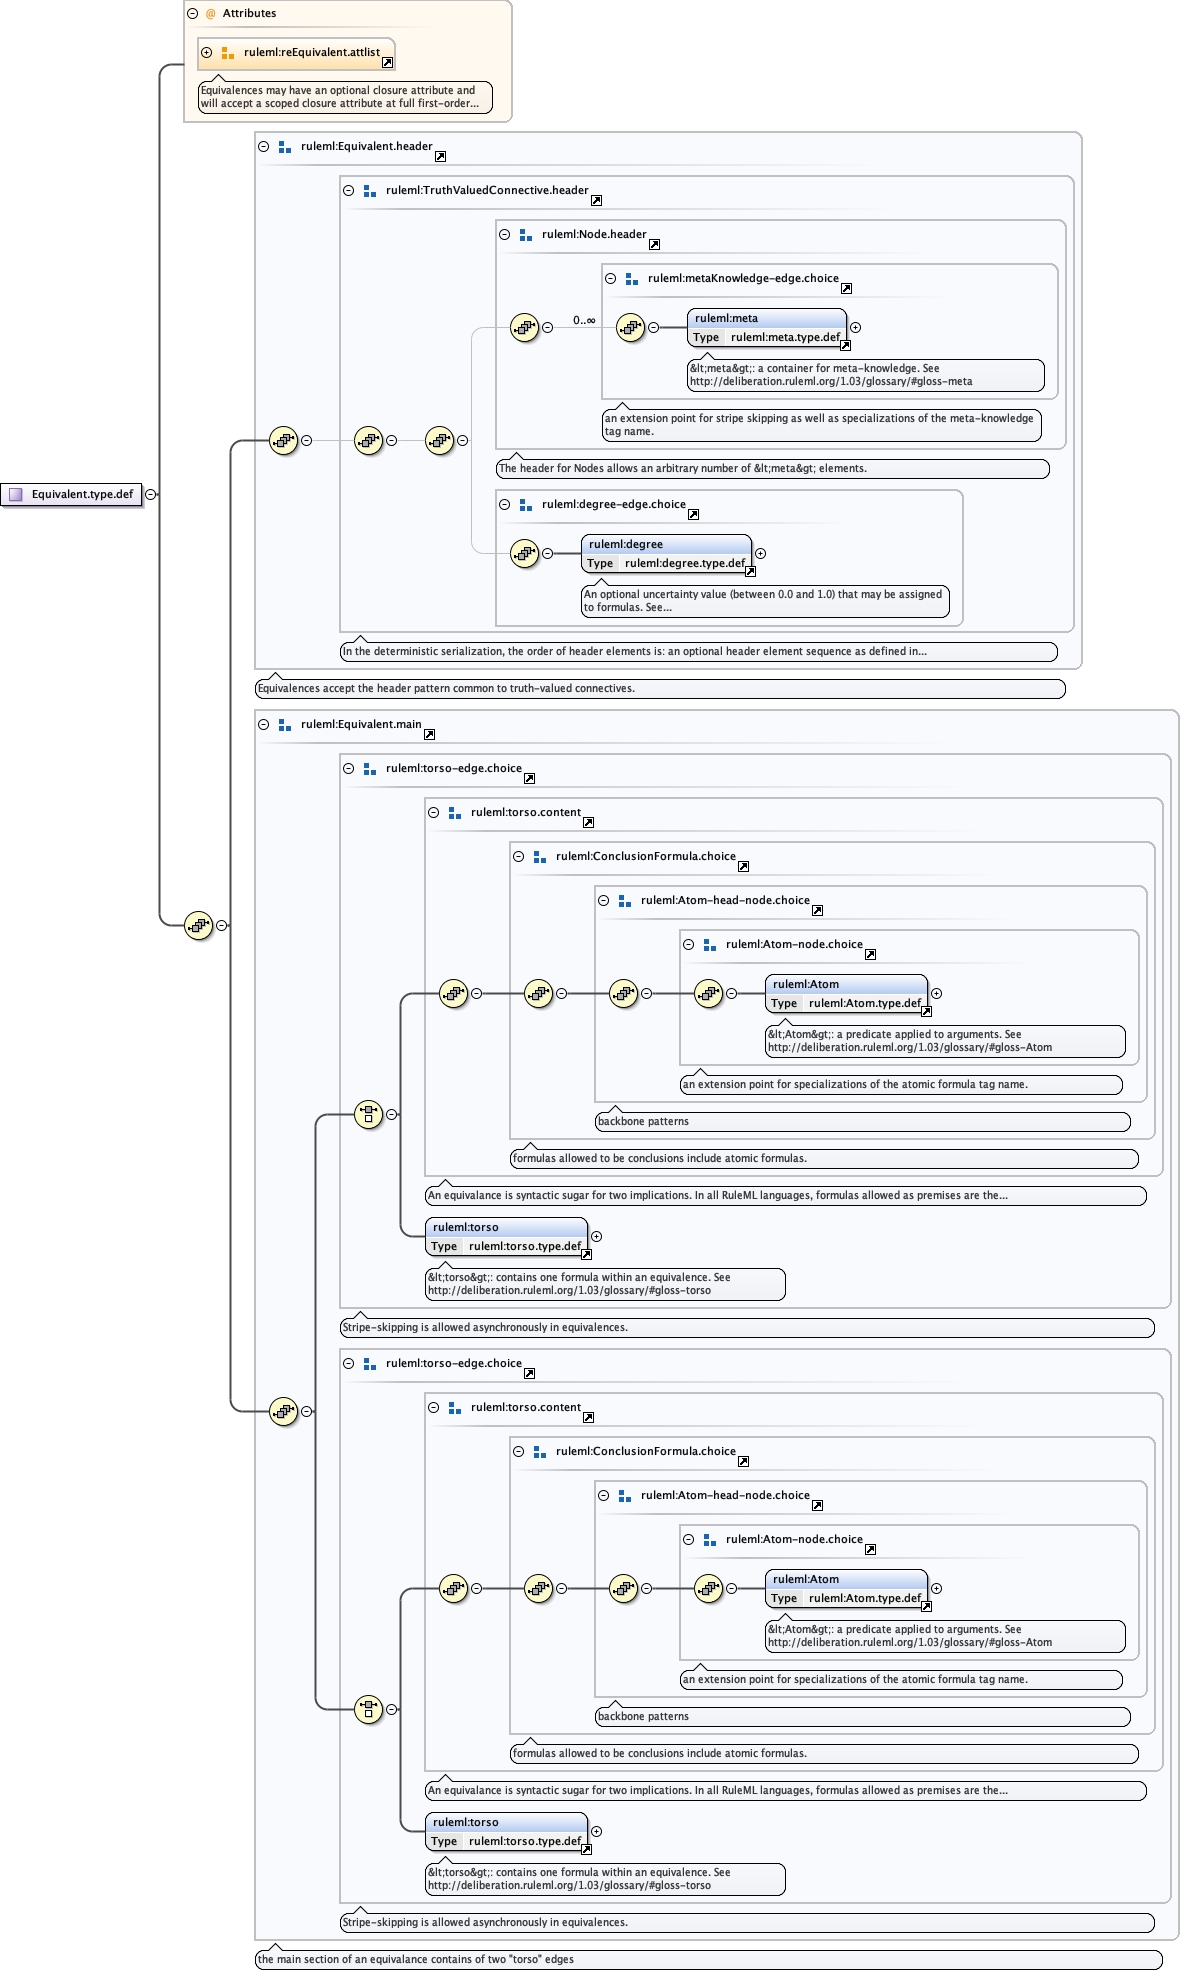 @ Attributes
ruleml:reEquivalent.attlist
Equivalences may have an optional closure attribute and
will accept a scoped closure attribute at full first-order...
ruleml:Equivalent.header
ruleml:TruthValuedConnective.header
ruleml:Node.header
ruleml:metaKnowledge-edge.choice
0..∞
ruleml:meta
Type ruleml:meta.type.def
&lt;meta&gt;: a container for meta-knowledge. See
http://deliberation.ruleml.org/1.03/glossary/#gloss-meta
an extension point for stripe skipping as well as specializations of the meta-knowledge
tag name.
The header for Nodes allows an arbitrary number of &lt;meta&gt; elements.
Equivalent.type.def
ruleml:degree-edge.choice
ruleml:degree
Type ruleml:degree.type.def
An optional uncertainty value (between 0.0 and 1.0) that may be assigned
to formulas. See...
In the deterministic serialization, the order of header elements is: an optional header element sequence as defined in...
Equivalences accept the header pattern common to truth-valued connectives.
ruleml:Equivalent.main
ruleml:torso-edge.choice
ruleml:torso.content
ruleml:ConclusionFormula.choice
ruleml:Atom-head-node.choice
ruleml:Atom-node.choice
ruleml:Atom
Type ruleml:Atom.type.def
&lt;Atom&gt;: a predicate applied to arguments. See
http://deliberation.ruleml.org/1.03/glossary/#gloss-Atom
an extension point for specializations of the atomic formula tag name.
backbone patterns
formulas allowed to be conclusions include atomic formulas.
An equivalance is syntactic sugar for two implications. In all RuleML languages, formulas allowed as premises are the...
ruleml:torso
Type ruleml:torso.type.def
&lt;torso&gt;: contains one formula within an equivalence. See
http://deliberation.ruleml.org/1.03/glossary/#gloss-torso
Stripe-skipping is allowed asynchronously in equivalences.
ruleml:torso-edge.choice
ruleml:torso.content
ruleml:ConclusionFormula.choice
ruleml:Atom-head-node.choice
ruleml:Atom-node.choice
ruleml:Atom
Type ruleml:Atom.type.def
&lt;Atom&gt;: a predicate applied to arguments. See
http://deliberation.ruleml.org/1.03/glossary/#gloss-Atom
an extension point for specializations of the atomic formula tag name.
backbone patterns
formulas allowed to be conclusions include atomic formulas.
An equivalance is syntactic sugar for two implications. In all RuleML languages, formulas allowed as premises are the...
ruleml:torso
Type ruleml:torso.type.def
&lt;torso&gt;: contains one formula within an equivalence. See
http://deliberation.ruleml.org/1.03/glossary/#gloss-torso
Stripe-skipping is allowed asynchronously in equivalences.
the main section of an equivalance contains of two "torso" edges